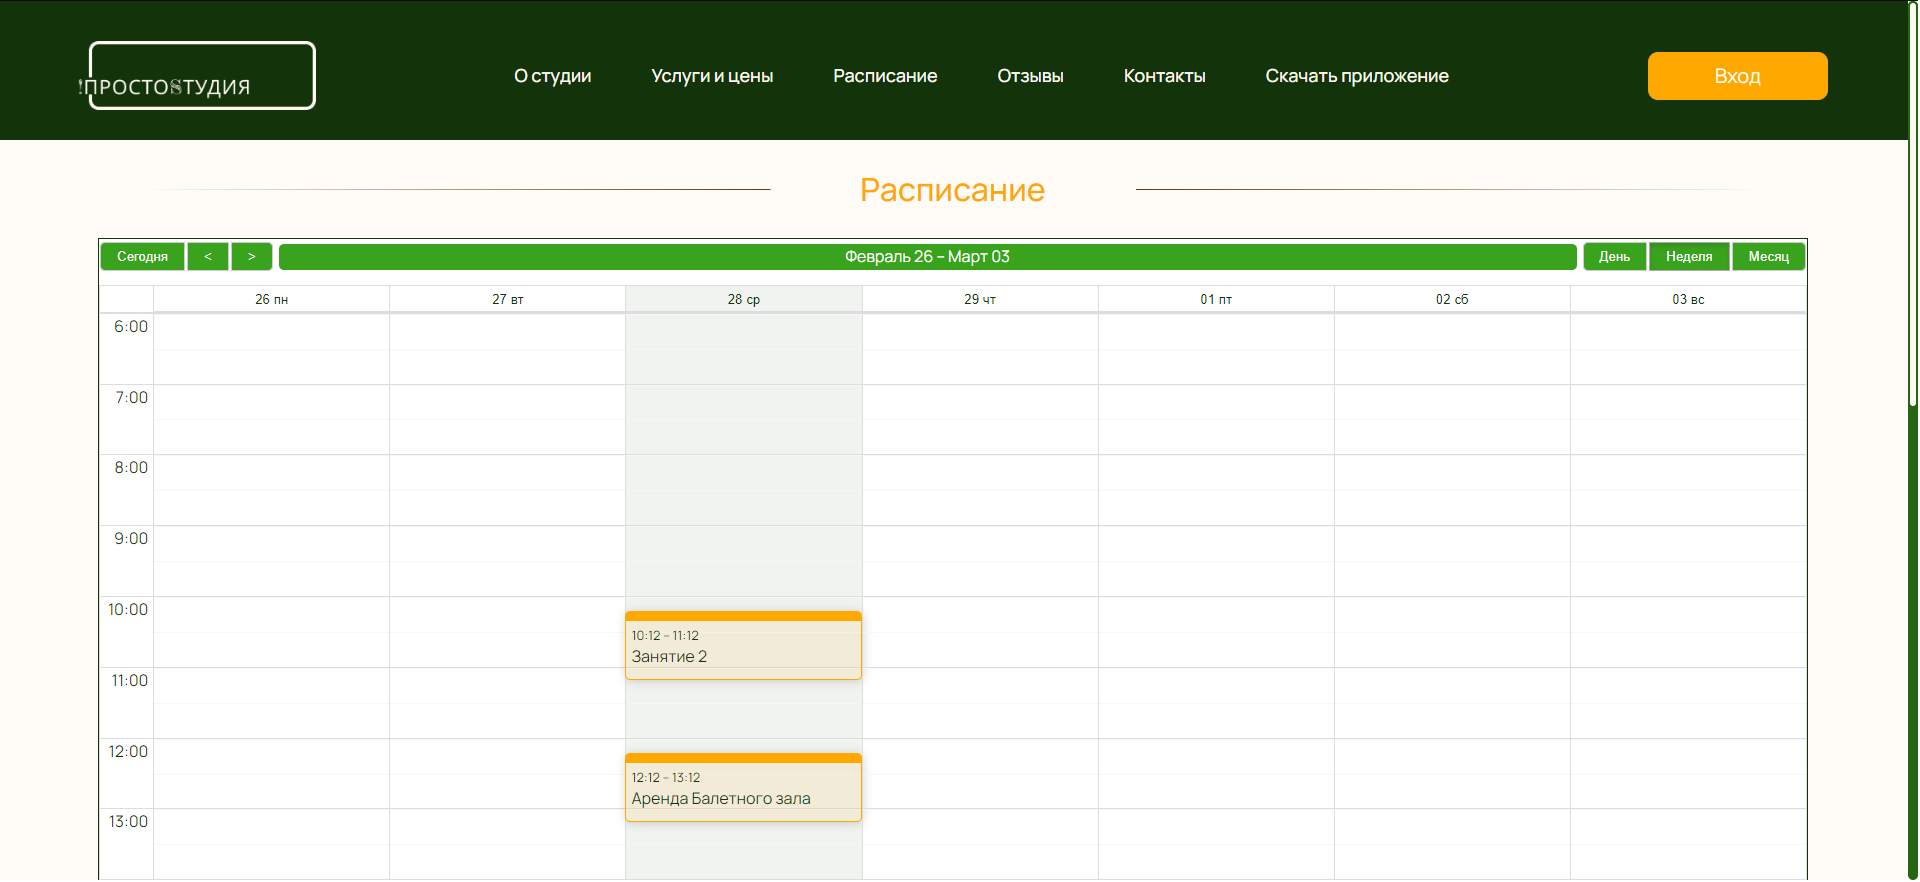 !ПРОСТОSТУДИЯ
О студии Услуги и цены Расписание Отзывы Контакты Скачать приложение Вход
Расписание
Сегодня < > Февраль 26 – Март 03 День Неделя Месяц
26 пн 27 вт 28 ср 29 чт 01 пт 02 сб 03 вс
6:00
7:00
8:00
9:00
10:00
10:12 – 11:12
Занятие 2
11:00
12:00
12:12 – 13:12
Аренда Балетного зала
13:00